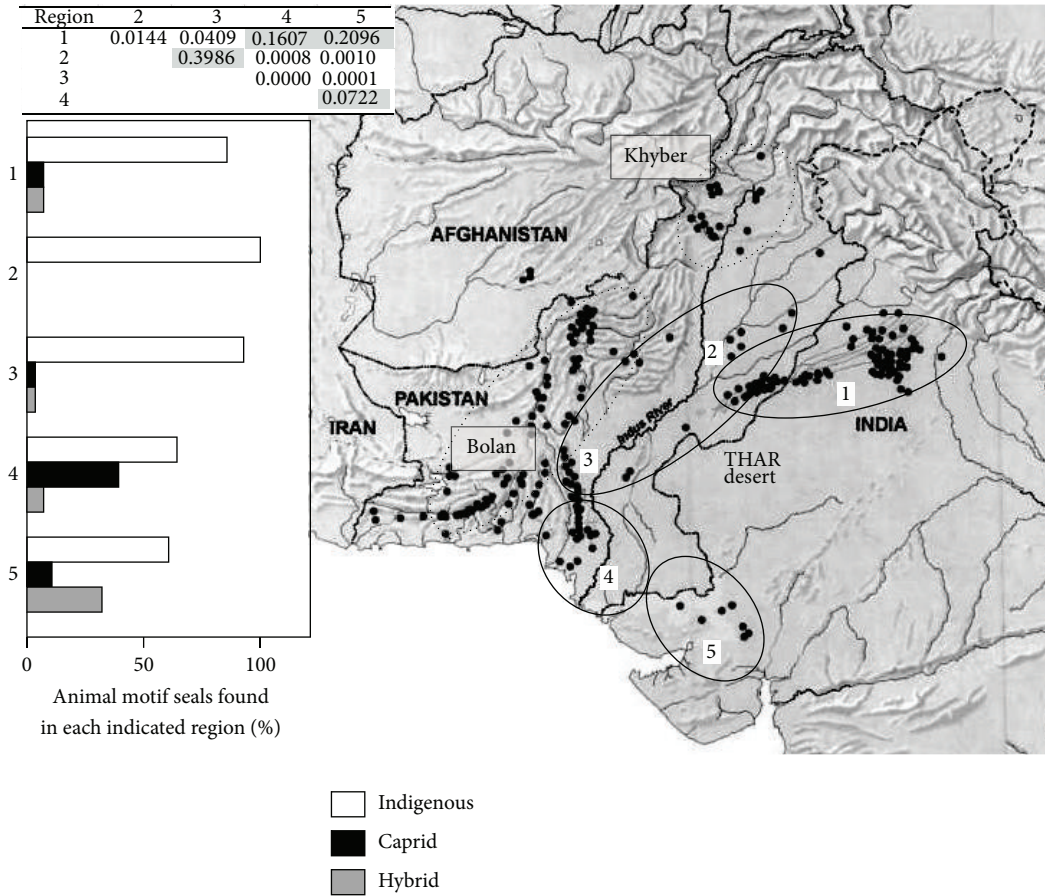 Region 2 3 4 5
1 0.0144 0.0409 0.1607 0.2096
2 0.3986 0.0008 0.0010
3 0.0000 0.0001
4 0.0722
1
2
3
4
5
0 50 100
Animal motif seals found
in each indicated region (%)
Indigenous
Caprid
Hybrid
Khyber
AFGHANISTAN
2
1
PAKISTAN
INDIA
IRAN
Indus River
Bolan
3
THAR
desert
4
5